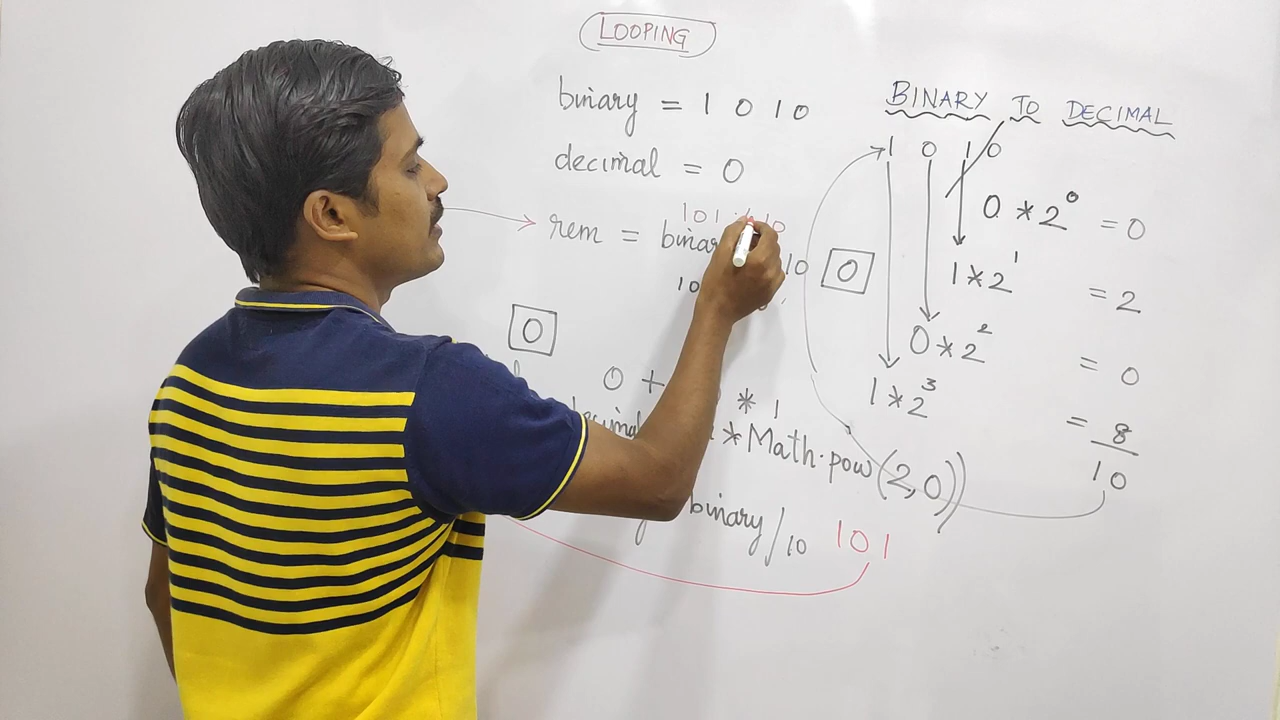 LOOPING
binary = 1 0 1 0
decimal = 0
101 10
rem = 10
10
0
0 + * 1
* Math.pow(2,0))
binary/10 101
BINARY TO DECIMAL
1 0 1 0
0 * 2⁰ = 0
0
1 * 2¹ = 2
0 * 2² = 0
1 * 2³ = 8
10